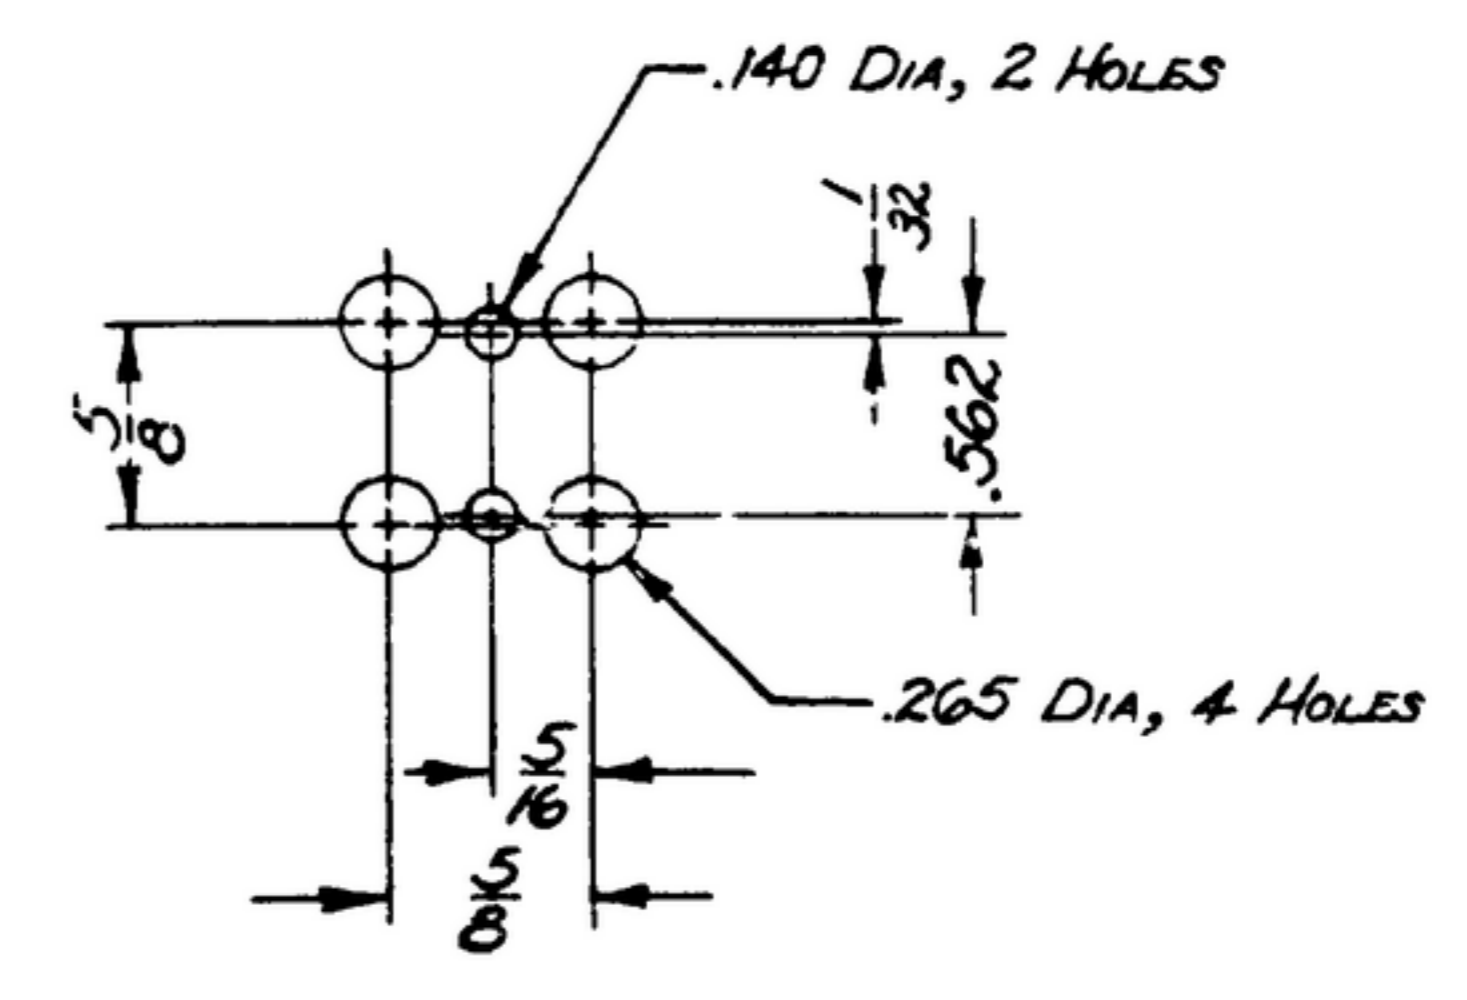 .140 DIA, 2 HOLES
1/32
5/8
.562
.265 DIA, 4 HOLES
5/16
5/8